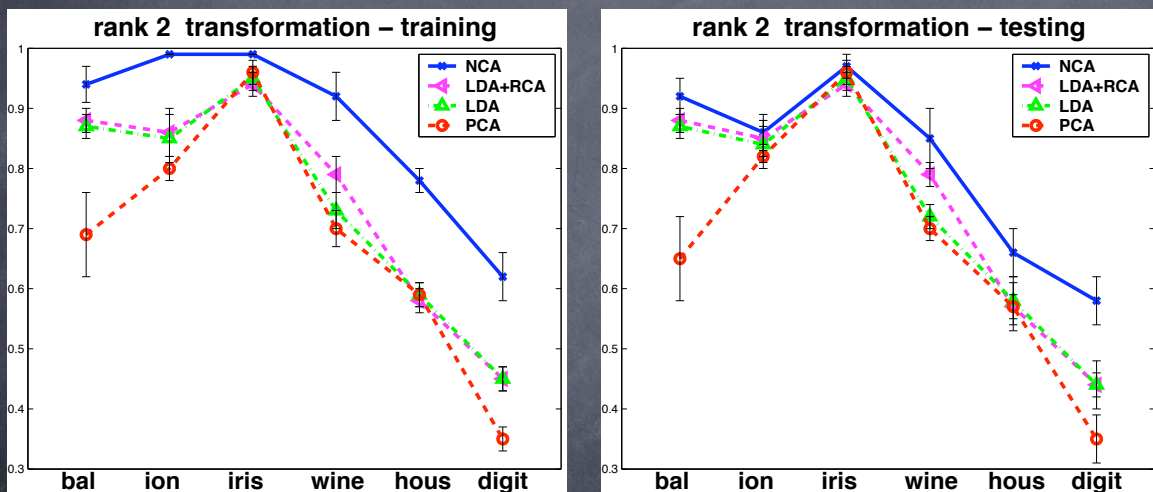 rank 2 transformation – training
1
0.9
0.8
0.7
0.6
0.5
0.4
0.3
NCA
LDA+RCA
LDA
PCA
bal ion iris wine hous digit
rank 2 transformation – testing
1
0.9
0.8
0.7
0.6
0.5
0.4
0.3
NCA
LDA+RCA
LDA
PCA
bal ion iris wine hous digit